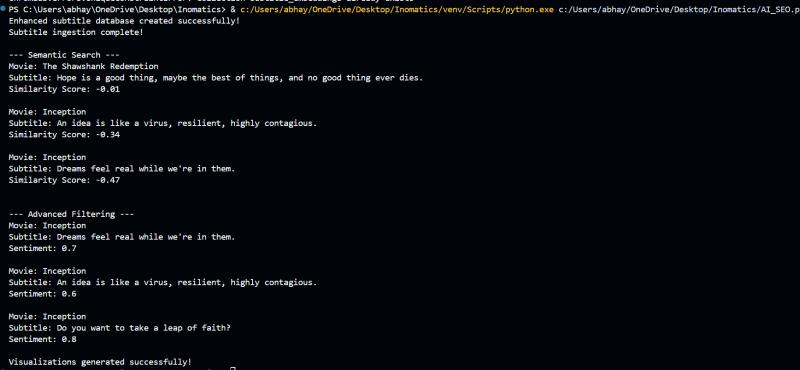 PS C:\Users\abhay\OneDrive\Desktop\Inomatics> & c:/Users/abhay/OneDrive/Desktop/Inomatics/venv/Scripts/python.exe c:/Users/abhay/OneDrive/Desktop/Inomatics/AI_SEO.p
Enhanced subtitle database created successfully!
Subtitle ingestion complete!
--- Semantic Search ---
Movie: The Shawshank Redemption
Subtitle: Hope is a good thing, maybe the best of things, and no good thing ever dies.
Similarity Score: -0.01
Movie: Inception
Subtitle: An idea is like a virus, resilient, highly contagious.
Similarity Score: -0.34
Movie: Inception
Subtitle: Dreams feel real while we're in them.
Similarity Score: -0.47
--- Advanced Filtering ---
Movie: Inception
Subtitle: Dreams feel real while we're in them.
Sentiment: 0.7
Movie: Inception
Subtitle: An idea is like a virus, resilient, highly contagious.
Sentiment: 0.6
Movie: Inception
Subtitle: Do you want to take a leap of faith?
Sentiment: 0.8
Visualizations generated successfully!